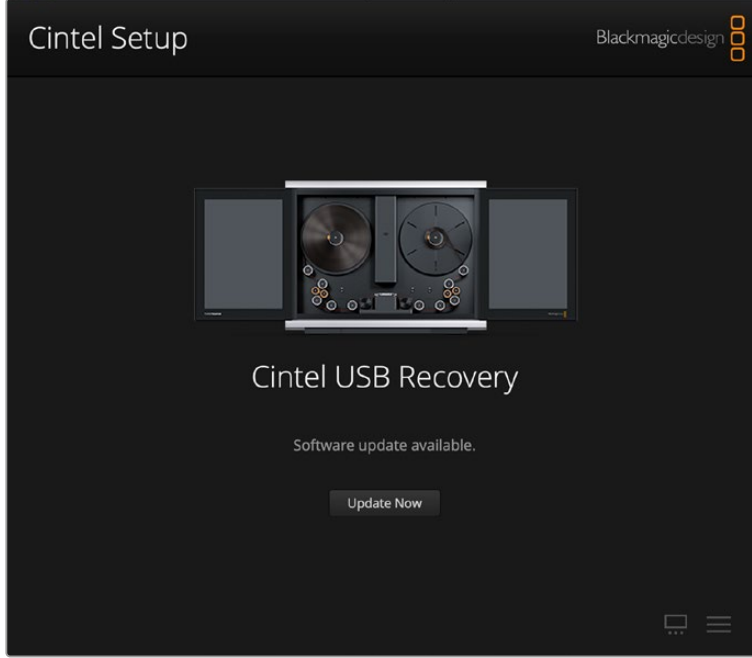 Cintel Setup
Blackmagicdesign
Cintel USB Recovery
Software update available.
Update Now